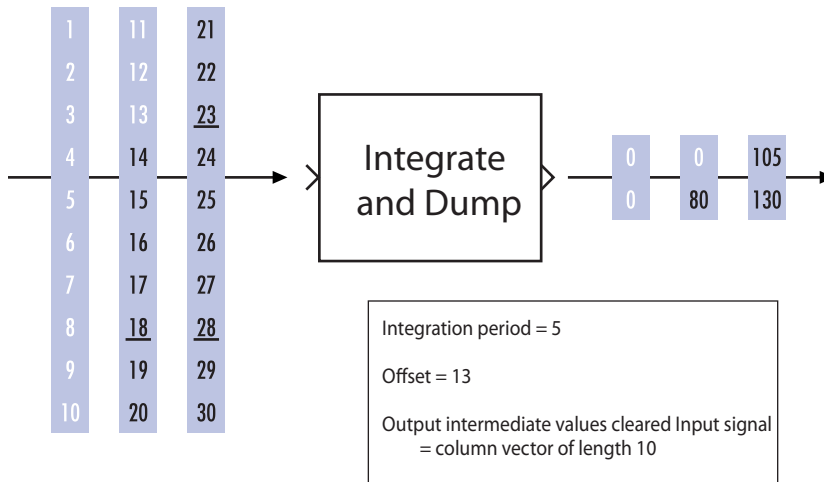 1 11 21
2 12 22
3 13 23
4 14 24
5 15 25
6 16 26
7 17 27
8 18 28
9 19 29
10 20 30
Integrate
and Dump
0 0 105
0 80 130
Integration period = 5
Offset = 13
Output intermediate values cleared Input signal
= column vector of length 10